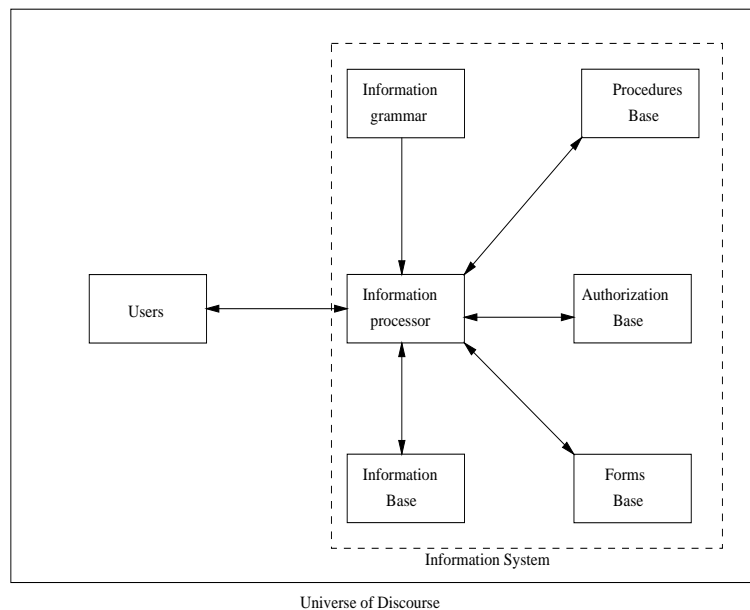 Information
grammar
Procedures
Base
Users
Information
processor
Authorization
Base
Information
Base
Forms
Base
Information System
Universe of Discourse